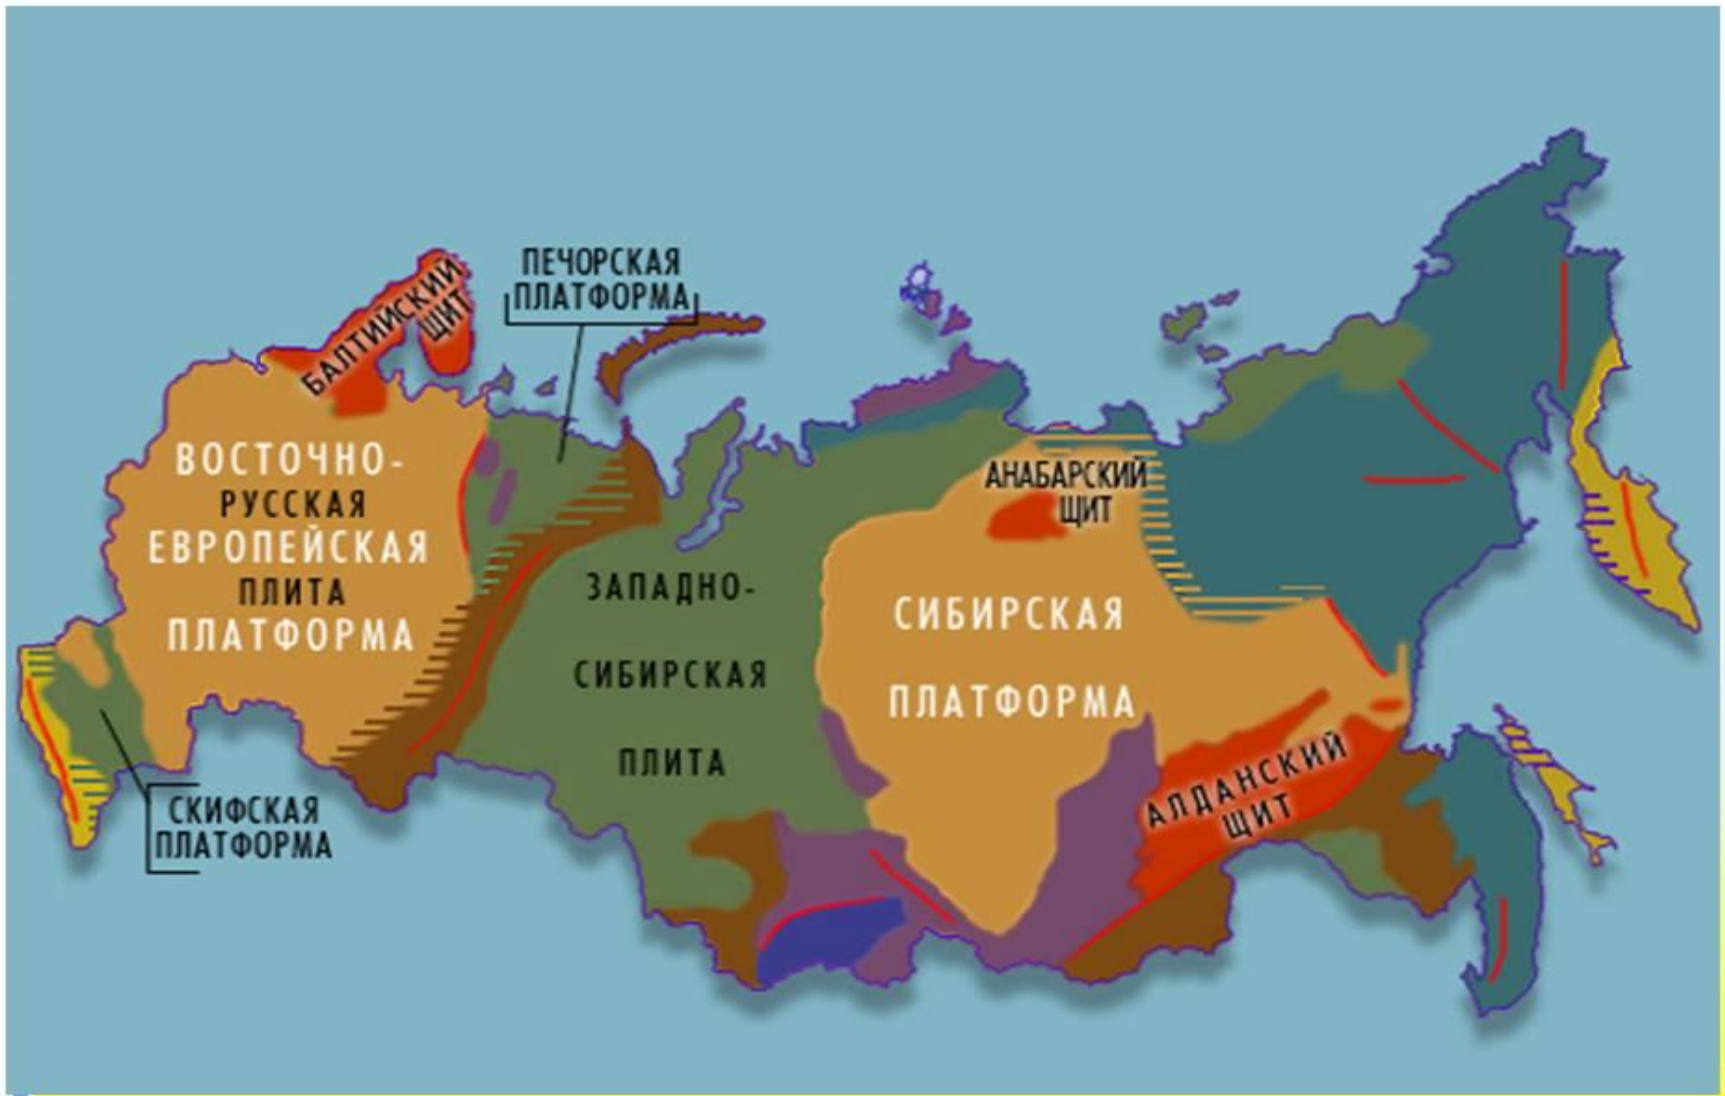 ПЕЧОРСКАЯ
ПЛАТФОРМА
БАЛТИЙСКИЙ
ЩИТ
ВОСТОЧНО-
РУССКАЯ
ЕВРОПЕЙСКАЯ
ПЛИТА
ПЛАТФОРМА
АНАБАРСКИЙ
ЩИТ
ЗАПАДНО-
СИБИРСКАЯ
ПЛИТА
СИБИРСКАЯ
ПЛАТФОРМА
АЛДАНСКИЙ
ЩИТ
СКИФСКАЯ
ПЛАТФОРМА